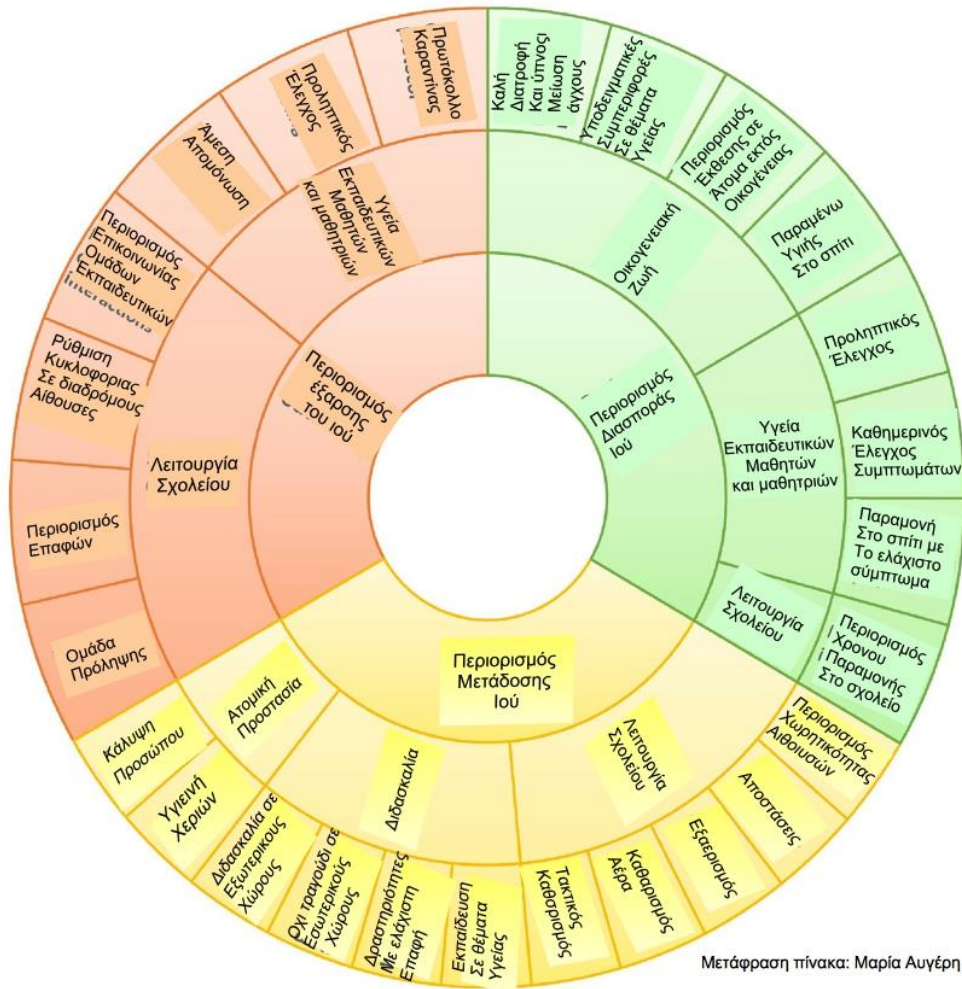 Καλή
Διατροφή
Και ύπνος
Μείωση
άγχους
Υποδειγματικές
Συμπεριφορές
Σε θέματα
Υγείας
Περιορισμός
Έκθεσης σε
Άτομα εκτός
Οικογένειας
Παραμένω
Υγιής
Στο σπίτι
Προληπτικός
Έλεγχος
Καθημερινός
Έλεγχος
Συμπτωμάτων
Παραμονή
Στο σπίτι με
Το ελάχιστο
σύμπτωμα
Περιορισμός
Χρονου
Παραμονής
Στο σχολείο
Οικογενειακή
Ζωή
Υγεία
Εκπαιδευτικών
Μαθητών
και μαθητριών
Λειτουργία
Σχολείου
Περιορισμός
Διασποράς
Ιού
Περιορισμός
Χωρητικότητας
Αιθουσών
Αποστάσεις
Εξαερισμός
Καθαρισμός
Αέρα
Τακτικός
Καθαρισμός
Εκπαίδευση
Σε θέματα
Υγείας
Δραστηριότητες
Με ελάχιστη
Επαφή
Όχι τραγούδι σε
Εσωτερικούς
Χώρους
Διδασκαλία σε
Εξωτερικους
Χώρους
Υγιεινή
Χεριών
Κάλυψη
Προσώπου
Λειτουργία
Σχολείου
Διδασκαλία
Ατομική
Προστασία
Περιορισμός
Μετάδοσης
Ιού
Ομάδα
Πρόληψης
Περιορισμός
Επαφών
Ρύθμιση
Κυκλοφοριας
Σε διαδρόμους
Αίθουσες
Περιορισμός
Επικοινωνίας
Ομάδων
Εκπαιδευτικών
Άμεση
Απομόνωση
Προληπτικός
Έλεγχος
Πρωτόκολλο
Καραντίνας
Λειτουργία
Σχολείου
Υγεία
Εκπαιδευτικών
Μαθητών
και μαθητριών
Περιορισμός
έξαρσης
του ιού
Μετάφραση πίνακα: Μαρία Αυγέρη